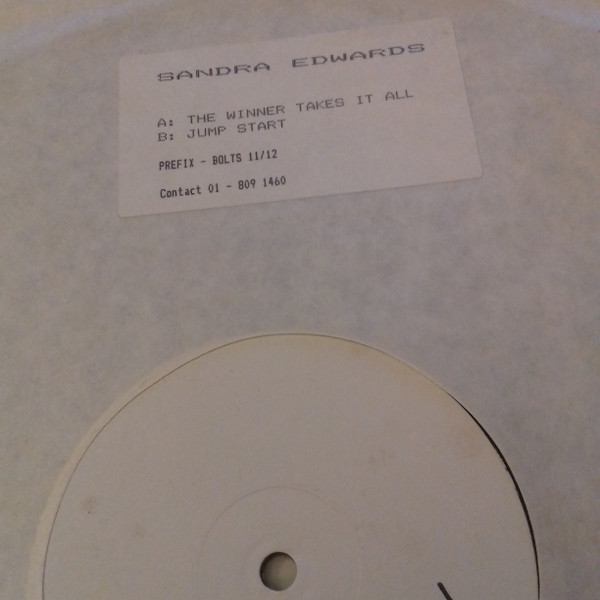 SANDRA EDWARDS
A: THE WINNER TAKES IT ALL
B: JUMP START
PREFIX - BOLTS 11/12
Contact 01 - 809 1460